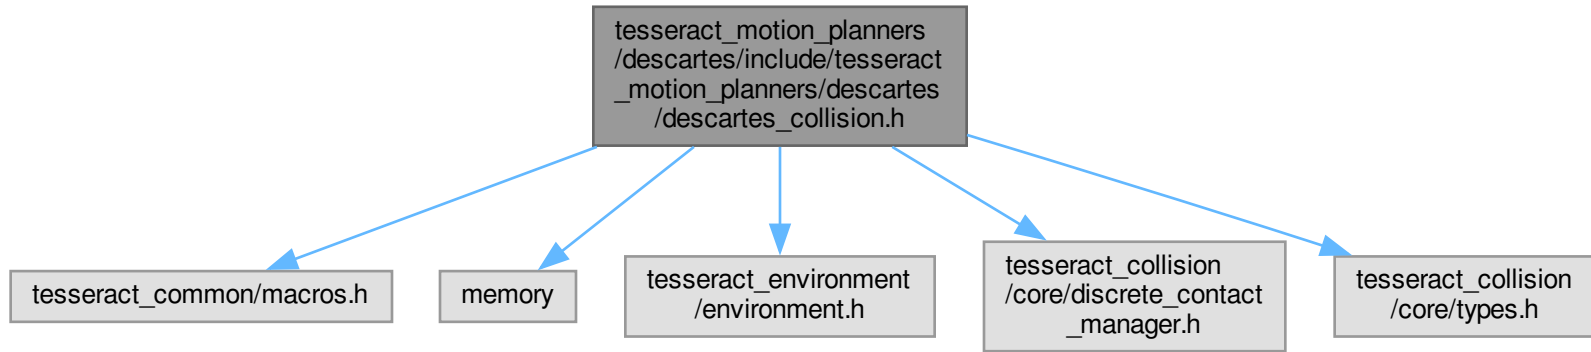 tesseract_motion_planners
/descartes/include/tesseract
_motion_planners/descartes
/descartes_collision.h
tesseract_common/macros.h
memory
tesseract_environment
/environment.h
tesseract_collision
/core/discrete_contact
_manager.h
tesseract_collision
/core/types.h